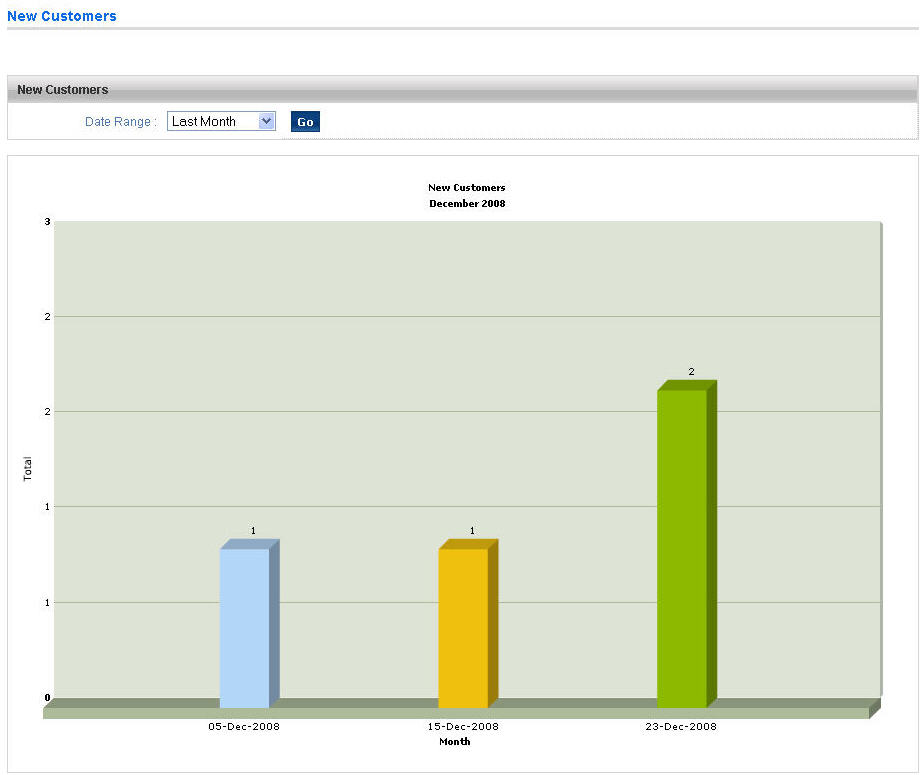 New Customers
New Customers
Date Range : Last Month Go
New Customers
December 2008
3
2
2
2
Total
1
1
1
1
0
05-Dec-2008 15-Dec-2008 23-Dec-2008
Month